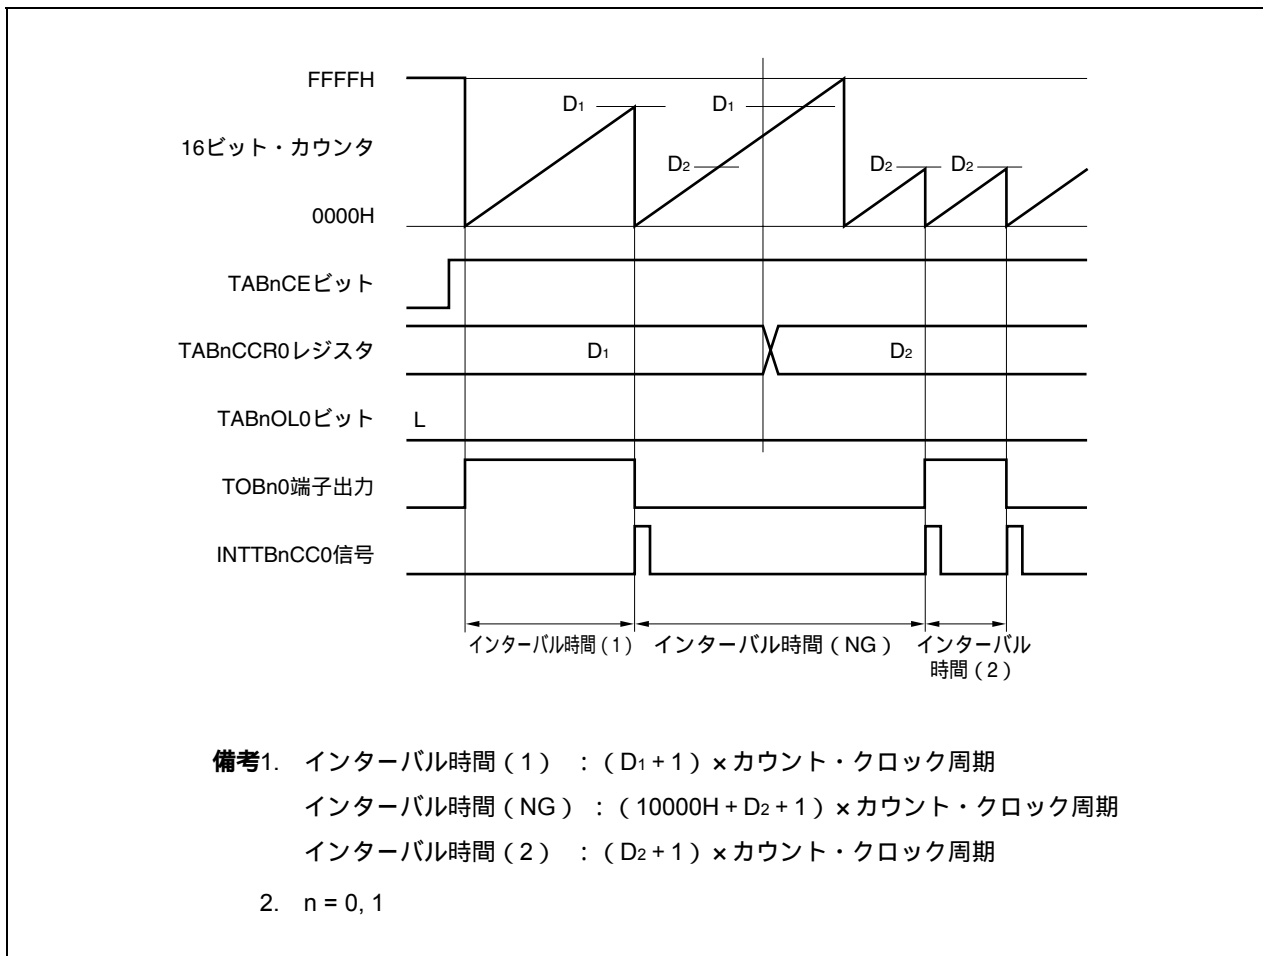 FFFFH
D1
D1
16ビット・カウンタ
D2
D2
D2
0000H
TABnCEビット
TABnCCR0レジスタ
D1
D2
TABnOL0ビット
L
TOBn0端子出力
INTTBnCC0信号
インターバル時間（1）
インターバル時間（NG）
インターバル
時間（2）
備考1. インターバル時間（1） ：（D1＋1）×カウント・クロック周期
インターバル時間（NG）：（10000H＋D2＋1）×カウント・クロック周期
インターバル時間（2） ：（D2＋1）×カウント・クロック周期
2. n = 0, 1